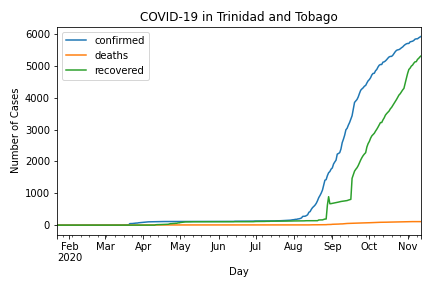 COVID-19 in Trinidad and Tobago
confirmed
deaths
recovered
Number of Cases
6000
5000
4000
3000
2000
1000
0
Feb Mar Apr May Jun Jul Aug Sep Oct Nov
2020
Day